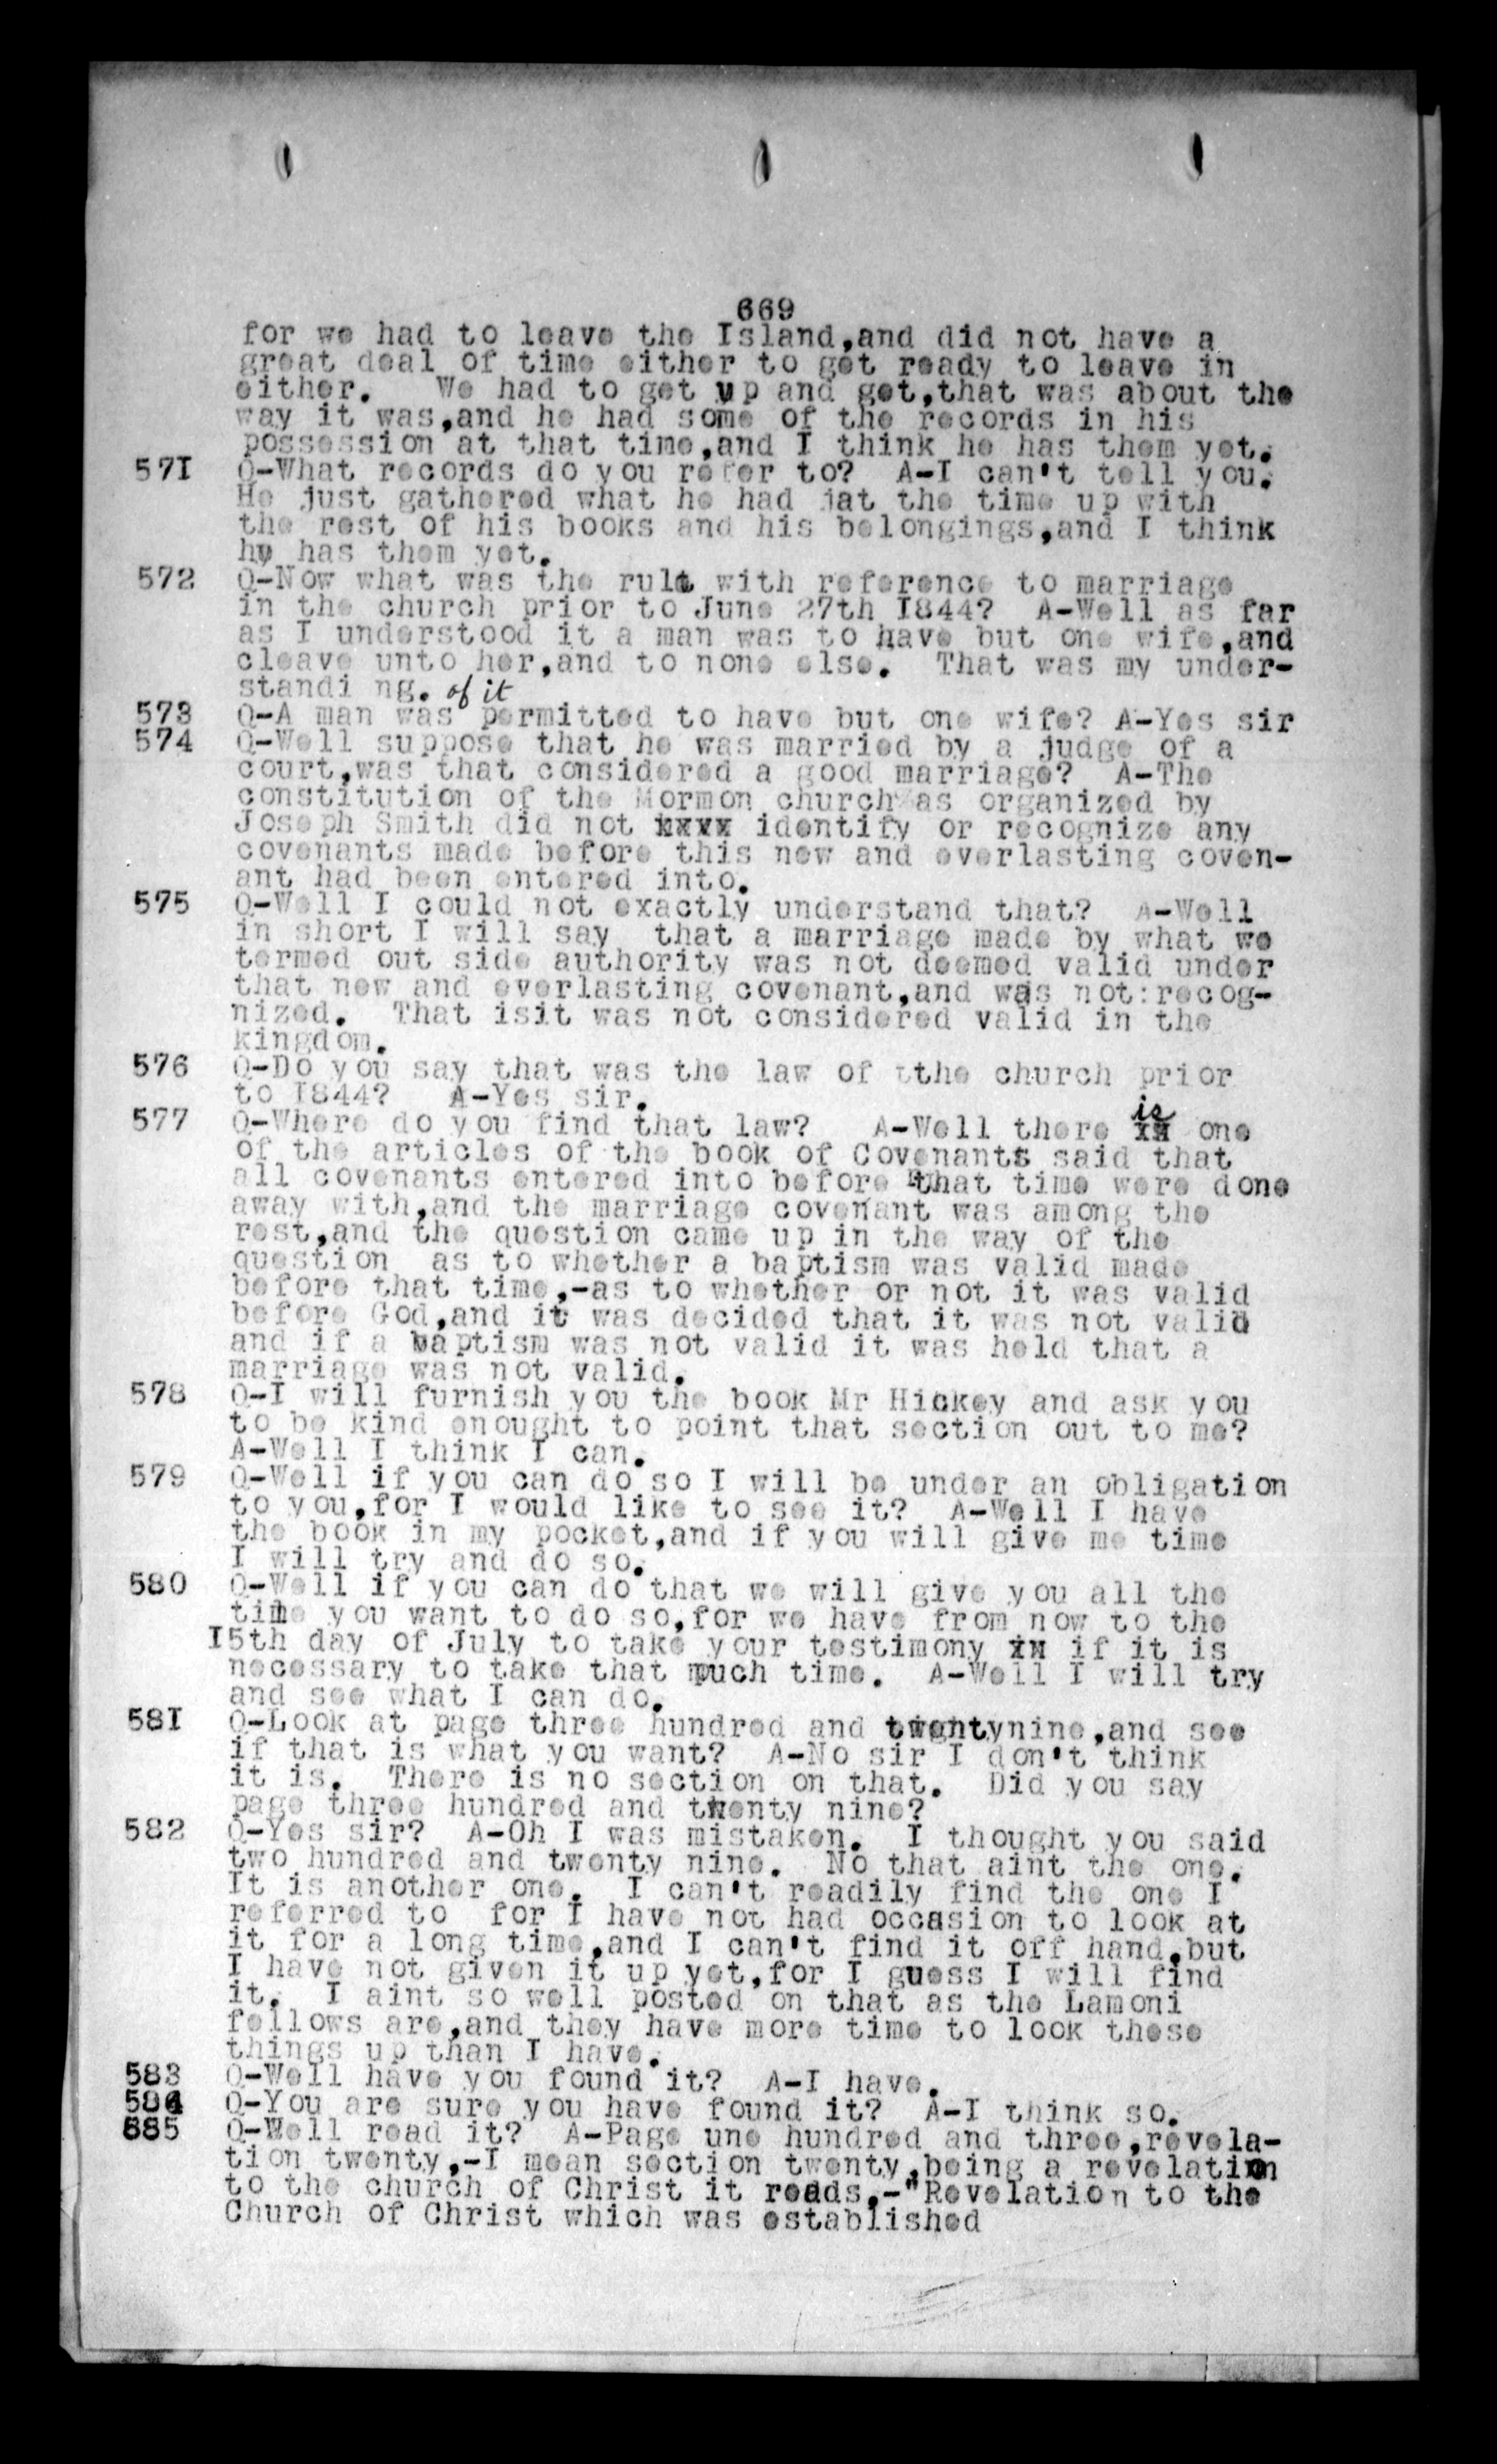 669
for we had to leave the Island,and did not have a
great deal of time either to get ready to leave in
either.   We had to get up and get,that was about the
way it was,and he had some of the records in his
possession at that time,and I think he has them yet.
571 Q-What records do you refer to?  A-I can't tell you.
He just gathered what he had jat the time up with
the rest of his books and his belongings,and I think
he has them yet.
572 Q-Now what was the rule with reference to marriage
in the church prior to June 27th I844?  A-Well as far
as I understood it a man was to have but one wife,and
cleave unto her,and to none else.  That was my under-
standi ng. of it
573 Q-A man was permitted to have but one wife? A-Yes sir
574 Q-Well suppose that he was married by a judge of a
court,was that considered a good marriage?  A-The
constitution of the Mormon church as organized by
Joseph Smith did not xxxx identify or recognize any
covenants made before this new and everlasting coven-
ant had been entered into.
575 Q-Well I could not exactly understand that?  A-Well
in short I will say  that a marriage made by what we
termed out side authority was not deemed valid under
that new and everlasting covenant,and was not:recog-
nized.  That isit was not considered valid in the
kingdom.
576 Q-Do you say that was the law of tthe church prior
to I844?   A-Yes sir.
577 Q-Where do you find that law?   A-Well there is xx one
of the articles of the book of Covenants said that
all covenants entered into before that time were done
away with,and the marriage covenant was among the
rest,and the question came up in the way of the
question  as to whether a baptism was valid made
before that time,-as to whether or not it was valid
before God,and it was decided that it was not valid
and if a baptism was not valid it was held that a
marriage was not valid.
578 Q-I will furnish you the book Mr Hickey and ask you
to be kind enought to point that section out to me?
A-Well I think I can.
579 Q-Well if you can do so I will be under an obligation
to you,for I would like to see it?  A-Well I have
the book in my pocket,and if you will give me time
I will try and do so.
580 Q-Well if you can do that we will give you all the
time you want to do so,for we have from now to the
I5th day of July to take your testimony xx if it is
necessary to take that much time.  A-Well I will try
and see what I can do.
58I Q-Look at page three hundred and twentynine,and see
if that is what you want?  A-No sir I don't think
it is.  There is no section on that.  Did you say
page three hundred and twenty nine?
582 Q-Yes sir?  A-Oh I was mistaken.  I thought you said
two hundred and twenty nine.  No that aint the one.
It is another one.  I can't readily find the one I
referred to  for I have not had occasion to look at
it for a long time,and I can't find it off hand,but
I have not given it up yet,for I guess I will find
it.  I aint so well posted on that as the Lamoni
fellows are,and they have more time to look these
things up than I have.
583 Q-Well have you found it?  A-I have.
584 Q-You are sure you have found it?  A-I think so.
585 Q-Well read it?  A-Page one hundred and three,revela-
tion twenty,-I mean section twenty,being a revelation
to the church of Christ it reads,-"Revelation to the
Church of Christ which was established